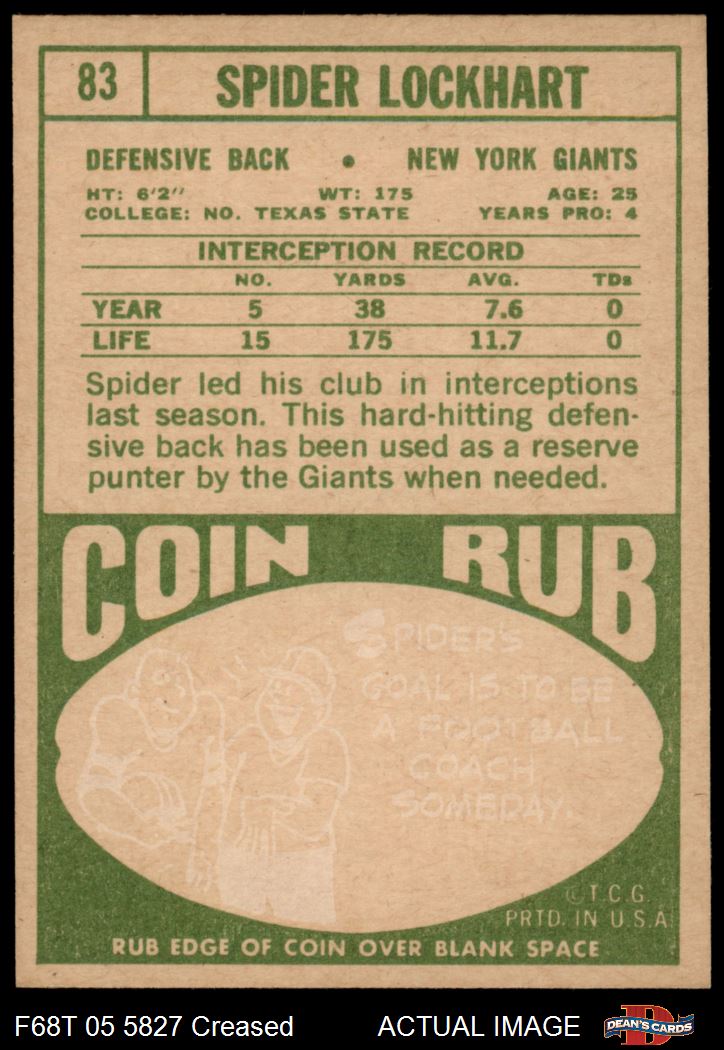 83 SPIDER LOCKHART
DEFENSIVE BACK • NEW YORK GIANTS
HT: 6'2" WT: 175 AGE: 25
COLLEGE: NO. TEXAS STATE YEARS PRO: 4
INTERCEPTION RECORD
NO. YARDS AVG. TDs
YEAR 5 38 7.6 0
LIFE 15 175 11.7 0
Spider led his club in interceptions
last season. This hard-hitting defen-
sive back has been used as a reserve
punter by the Giants when needed.
COIN RUB
SPIDER'S
GOAL IS TO BE
A FOOTBALL
COACH
SOMEDAY.
© T.C.G.
PRTD. IN U.S.A
RUB EDGE OF COIN OVER BLANK SPACE
F68T 05 5827 Creased ACTUAL IMAGE DEAN'S CARDS